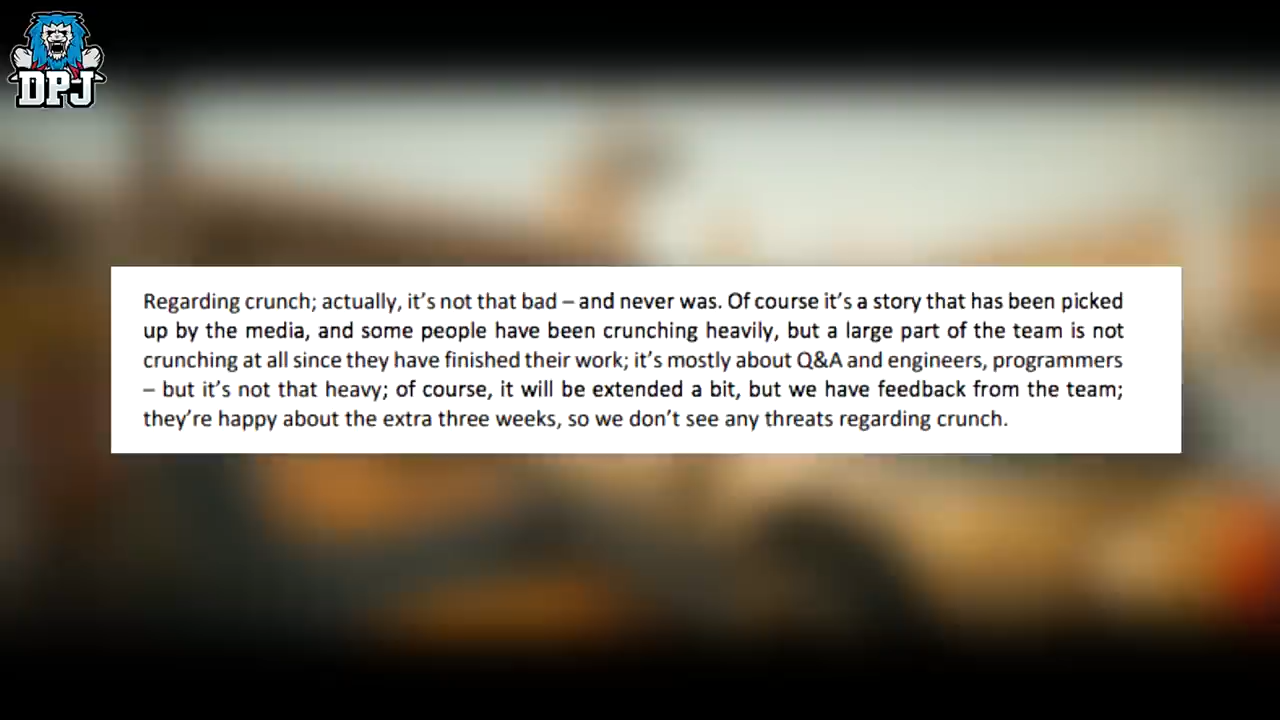 DPJ
Regarding crunch; actually, it's not that bad – and never was. Of course it's a story that has been picked
up by the media, and some people have been crunching heavily, but a large part of the team is not
crunching at all since they have finished their work; it's mostly about Q&A and engineers, programmers
– but it's not that heavy; of course, it will be extended a bit, but we have feedback from the team;
they're happy about the extra three weeks, so we don't see any threats regarding crunch.